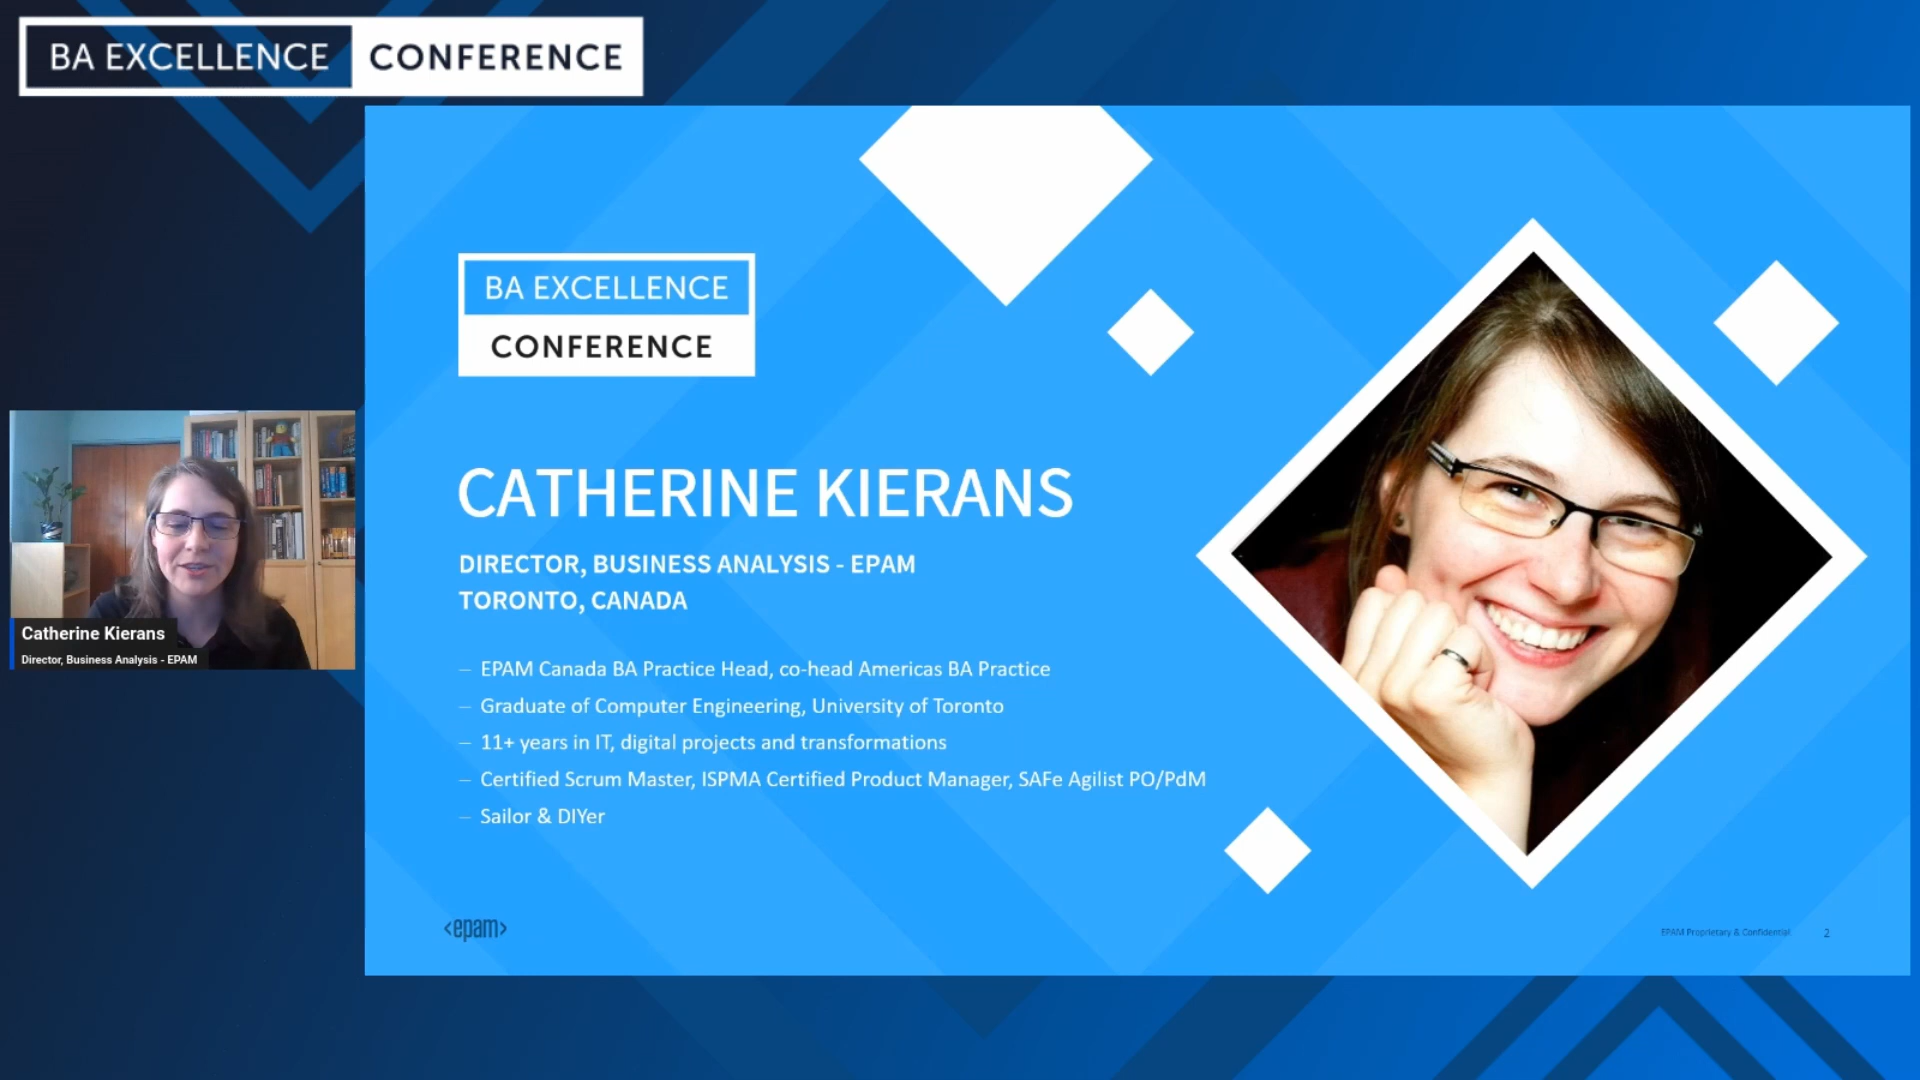 BA EXCELLENCE CONFERENCE
BA EXCELLENCE
CONFERENCE
CATHERINE KIERANS
DIRECTOR, BUSINESS ANALYSIS - EPAM
TORONTO, CANADA
– EPAM Canada BA Practice Head, co-head Americas BA Practice
– Graduate of Computer Engineering, University of Toronto
– 11+ years in IT, digital projects and transformations
– Certified Scrum Master, ISPMA Certified Product Manager, SAFe Agilist PO/PdM
– Sailor & DIYer
Catherine Kierans
Director, Business Analysis - EPAM
<epam>
EPAM Proprietary & Confidential. 2